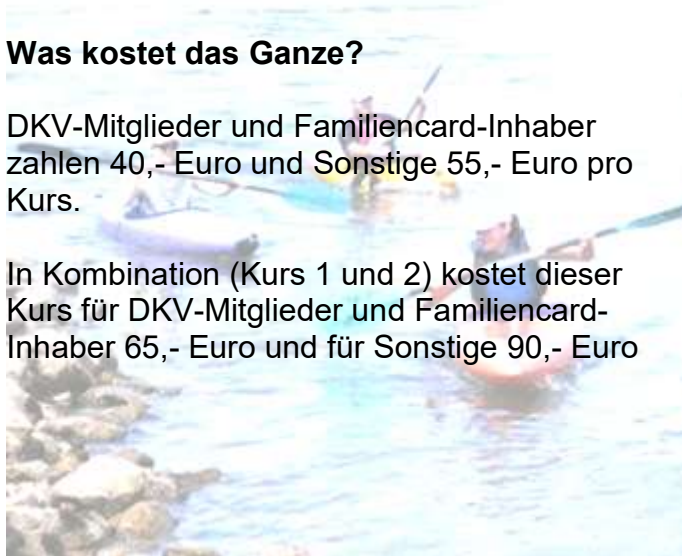 Was kostet das Ganze?
DKV-Mitglieder und Familiencard-Inhaber
zahlen 40,- Euro und Sonstige 55,- Euro pro
Kurs.
In Kombination (Kurs 1 und 2) kostet dieser
Kurs für DKV-Mitglieder und Familiencard-
Inhaber 65,- Euro und für Sonstige 90,- Euro